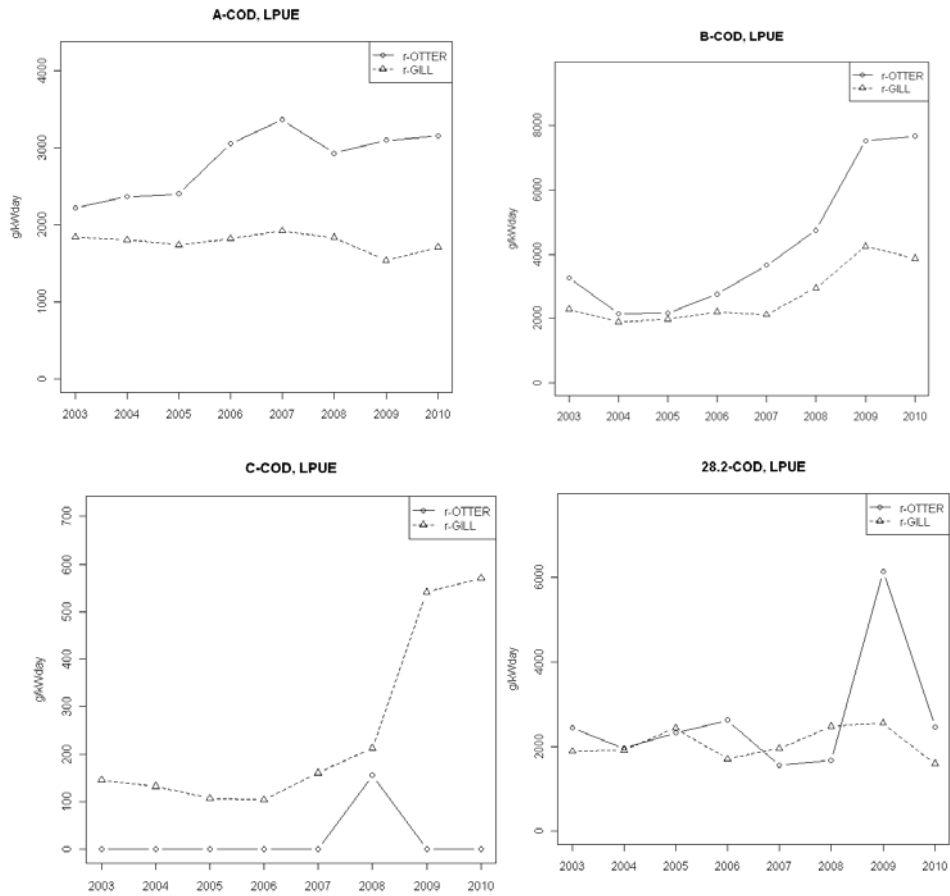 A-COD, LPUE
r-OTTER
r-GILL
g/kWday
4000
3000
2000
1000
0
2003 2004 2005 2006 2007 2008 2009 2010
B-COD, LPUE
r-OTTER
r-GILL
g/kWday
8000
6000
4000
2000
0
2003 2004 2005 2006 2007 2008 2009 2010
C-COD, LPUE
r-OTTER
r-GILL
g/kWday
700
600
500
400
300
200
100
0
2003 2004 2005 2006 2007 2008 2009 2010
28.2-COD, LPUE
r-OTTER
r-GILL
g/kWday
6000
4000
2000
0
2003 2004 2005 2006 2007 2008 2009 2010